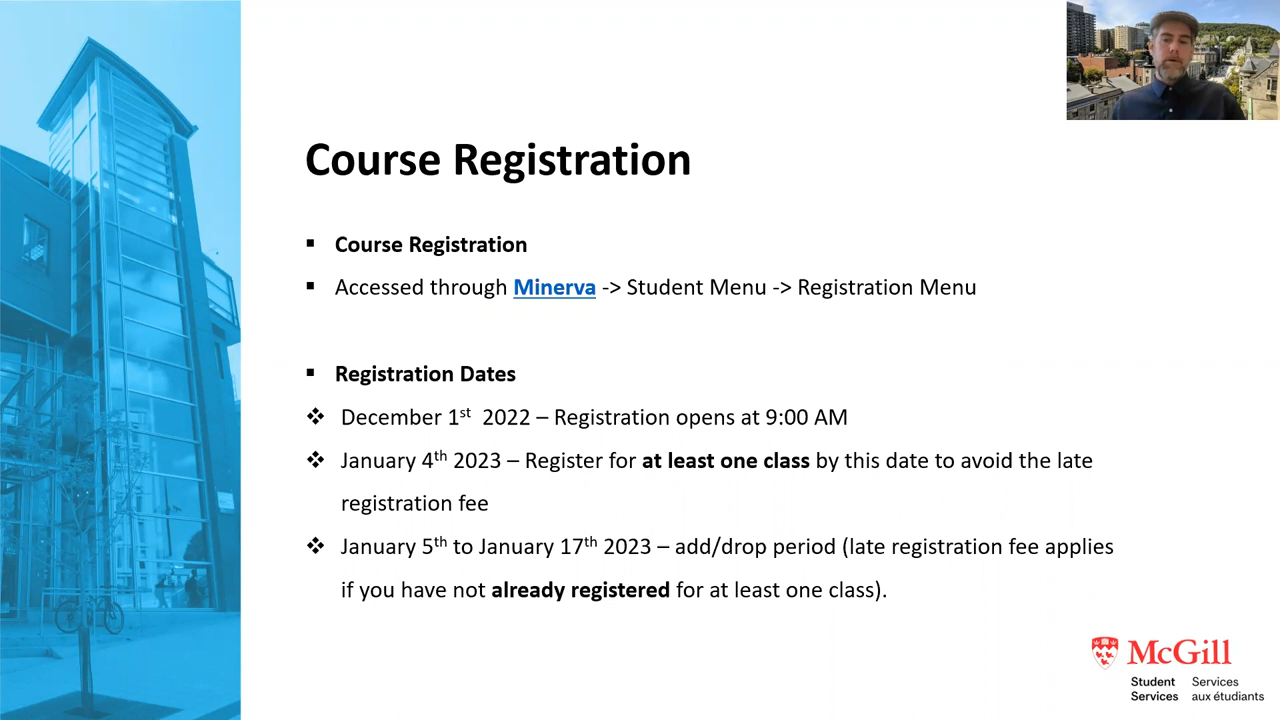 Course Registration
▪ Course Registration
▪ Accessed through Minerva -> Student Menu -> Registration Menu
▪ Registration Dates
❖ December 1st 2022 – Registration opens at 9:00 AM
❖ January 4th 2023 – Register for at least one class by this date to avoid the late
registration fee
❖ January 5th to January 17th 2023 – add/drop period (late registration fee applies
if you have not already registered for at least one class).
McGill
Student Services
Services aux étudiants